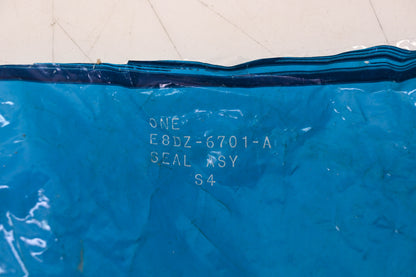 ONE
E8DZ-6701-A
SEAL ASY
S4